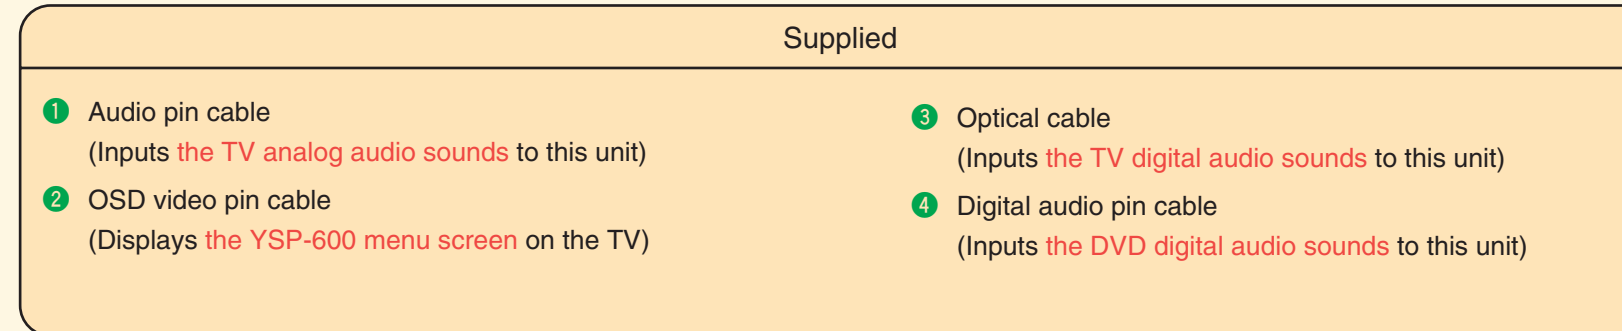 Supplied
1 Audio pin cable
(Inputs the TV analog audio sounds to this unit)
2 OSD video pin cable
(Displays the YSP-600 menu screen on the TV)
3 Optical cable
(Inputs the TV digital audio sounds to this unit)
4 Digital audio pin cable
(Inputs the DVD digital audio sounds to this unit)